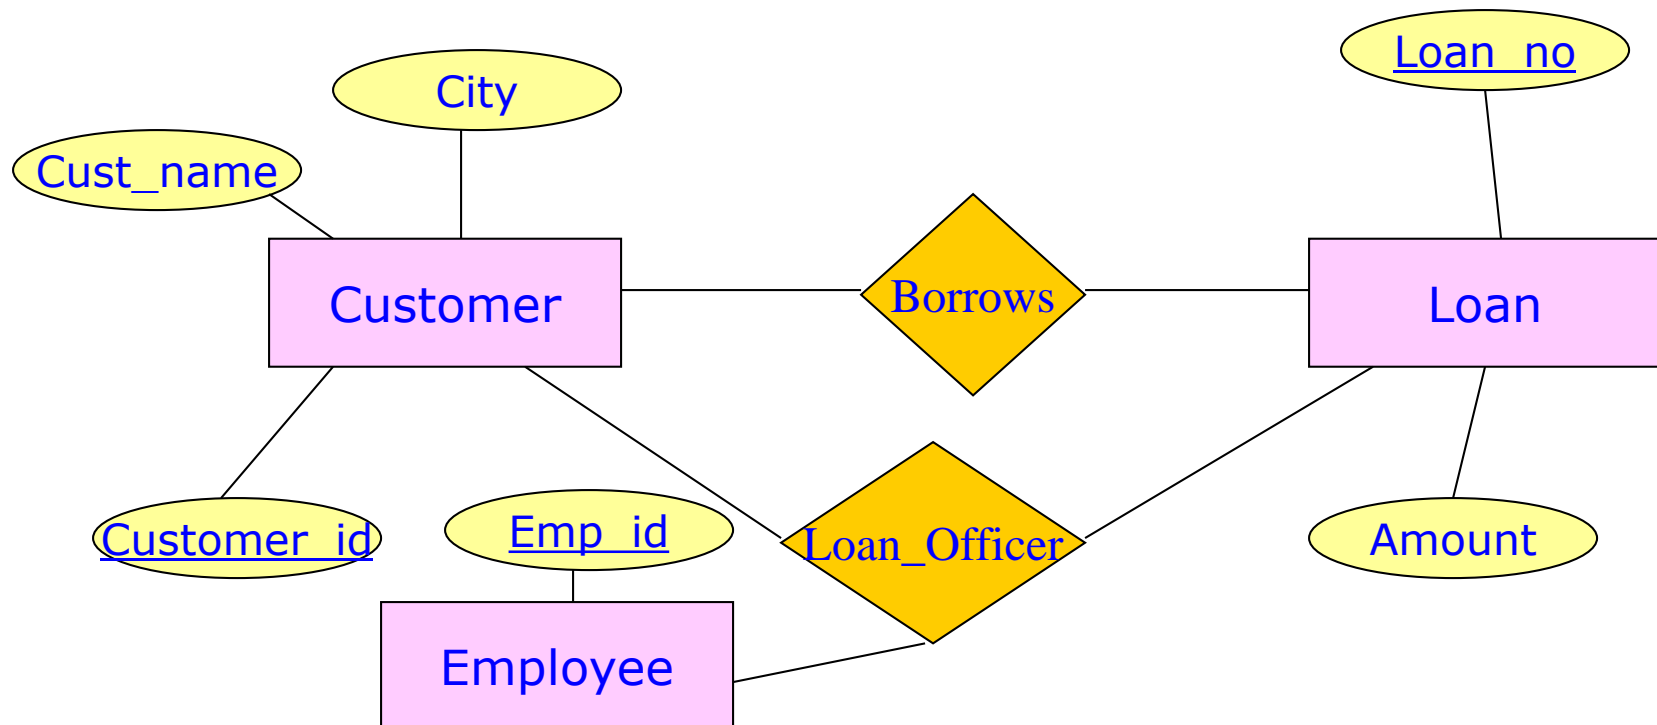 Loan_no
City
Cust_name
Customer
Borrows
Loan
Customer_id
Emp_id
Loan_Officer
Amount
Employee